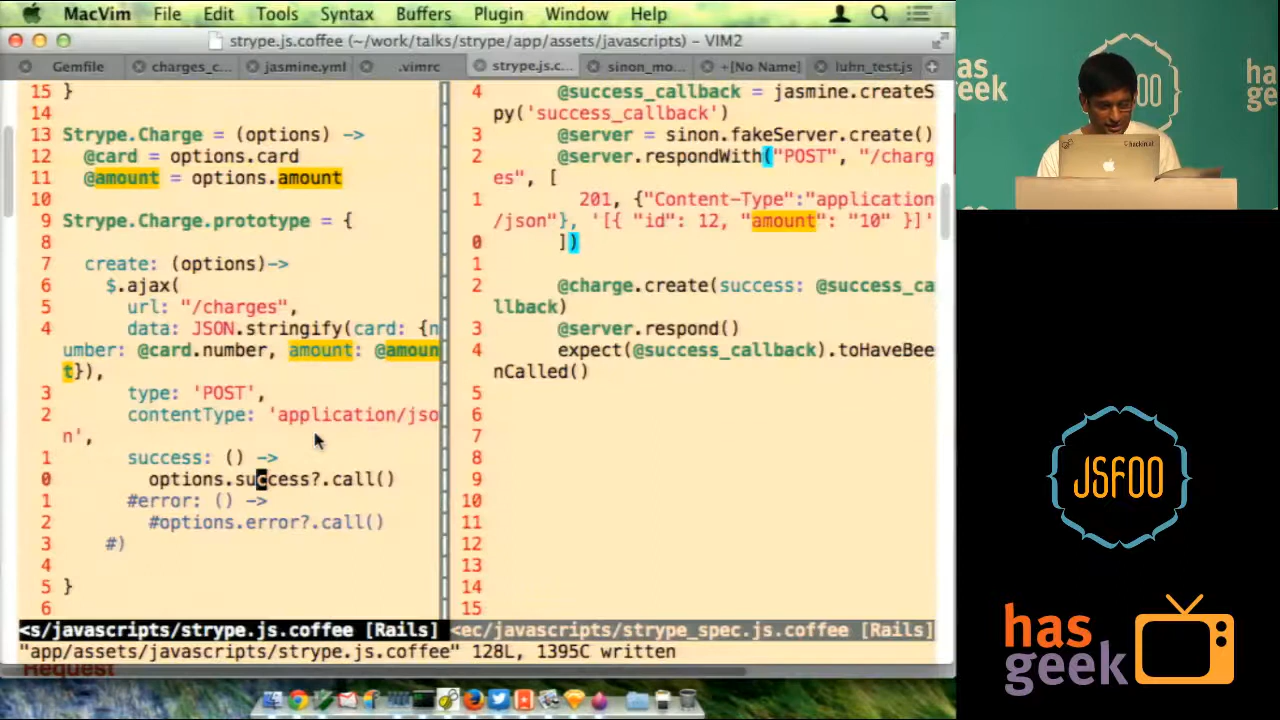 MacVim File Edit Tools Syntax Buffers Plugin Window Help
strype.js.coffee (~/work/talks/strype/app/assets/javascripts) – VIM2
Gemfile charges_c... jasmine.yml .vimrc strype.js.c... sinon_mo... +[No Name] luhn_test.js
15 }
14
13 Strype.Charge = (options) ->
12 @card = options.card
11 @amount = options.amount
10
9 Strype.Charge.prototype = {
8
7 create: (options)->
6 $.ajax(
5 url: "/charges",
4 data: JSON.stringify(card: {n
umber: @card.number, amount: @amoun
t}),
3 type: 'POST',
2 contentType: 'application/jso
n',
1 success: () ->
0 options.success?.call()
1 #error: () ->
2 #options.error?.call()
3 #)
4
5 }
6
4 @success_callback = jasmine.createS
py('success_callback')
3 @server = sinon.fakeServer.create()
2 @server.respondWith("POST", "/charg
es", [
1 201, {"Content-Type":"application
/json"}, '[{ "id": 12, "amount": "10" }]'
0 ])
1
2 @charge.create(success: @success_ca
llback)
3 @server.respond()
4 expect(@success_callback).toHaveBee
nCalled()
5
6
7
8
9
10
11
12
13
14
15
<s/javascripts/strype.js.coffee [Rails]
<ec/javascripts/strype_spec.js.coffee [Rails]
"app/assets/javascripts/strype.js.coffee" 128L, 1395C written
Request
has
geek
ha
ge
JSFOO
has
geek